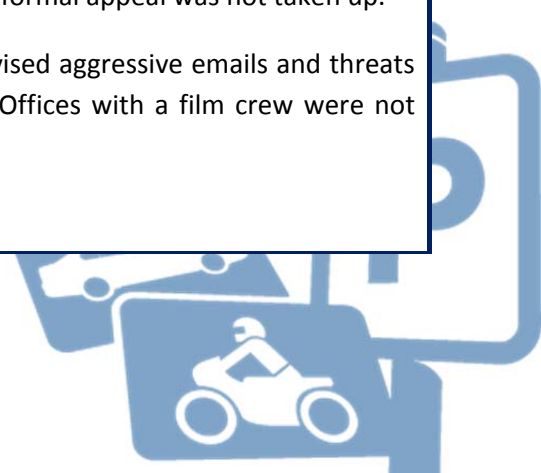 formal appeal was not taken up.
vised aggressive emails and threats
Offices with a film crew were not
P